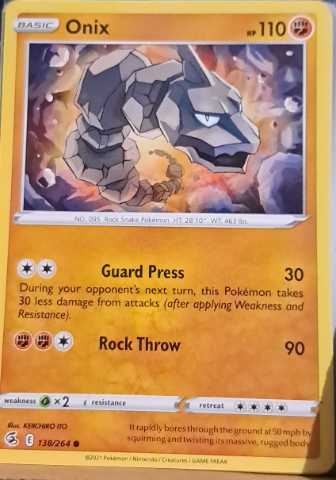 BASIC Onix HP 110
NO. 095 Rock Snake Pokémon HT: 28'10" WT: 463 lbs.
Guard Press 30
During your opponent's next turn, this Pokémon takes
30 less damage from attacks (after applying Weakness and
Resistance).
Rock Throw 90
weakness ×2 resistance retreat
Illus. KEIICHIRO ITO
It rapidly bores through the ground at 50 mph by
squirming and twisting its massive, rugged body.
E 138/264
©2021 Pokémon / Nintendo / Creatures / GAME FREAK